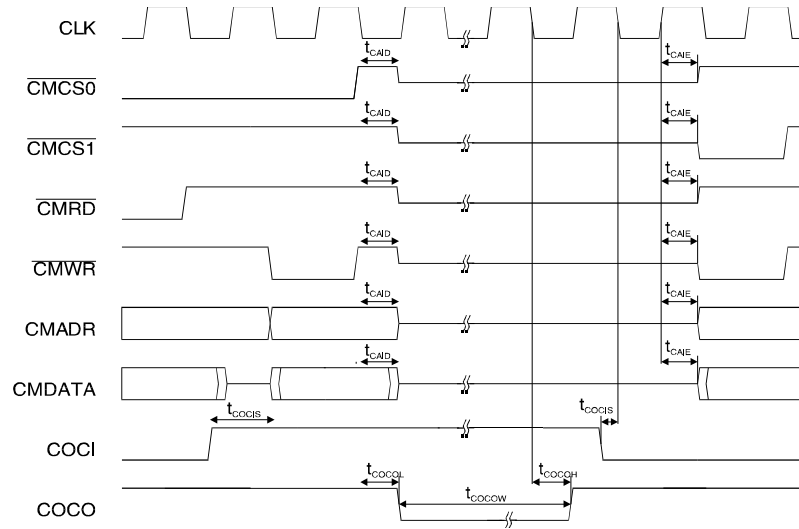 CLK
tCAID tCAIE
CMCS0
tCAID tCAIE
CMCS1
tCAID tCAIE
CMRD
tCAID tCAIE
CMWR
tCAID tCAIE
CMADR
tCAID tCAIE
CMDATA
tCOCIS tCOCIS
COCI
tCOCOL tCOCOW tCOCOH
COCO